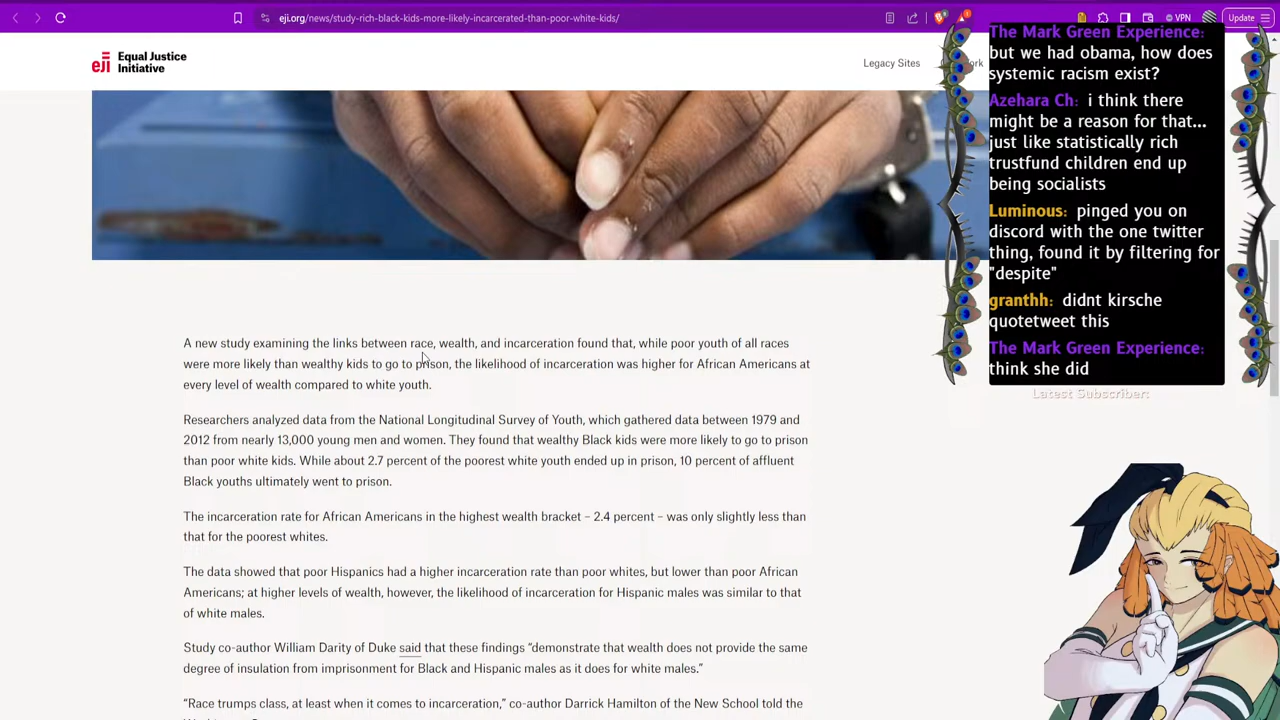 eji.org/news/study-rich-black-kids-more-likely-incarcerated-than-poor-white-kids/
VPN
Update
eji Equal Justice
Initiative
Legacy Sites
The Mark Green Experience:
but we had obama, how does
systemic racism exist?
Azehara Ch: i think there
might be a reason for that...
just like statistically rich
trustfund children end up
being socialists
Luminous: pinged you on
discord with the one twitter
thing, found it by filtering for
"despite"
granthh: didnt kirsche
quotetweet this
The Mark Green Experience:
think she did
Latest Subscriber:
A new study examining the links between race, wealth, and incarceration found that, while poor youth of all races
were more likely than wealthy kids to go to prison, the likelihood of incarceration was higher for African Americans at
every level of wealth compared to white youth.
Researchers analyzed data from the National Longitudinal Survey of Youth, which gathered data between 1979 and
2012 from nearly 13,000 young men and women. They found that wealthy Black kids were more likely to go to prison
than poor white kids. While about 2.7 percent of the poorest white youth ended up in prison, 10 percent of affluent
Black youths ultimately went to prison.
The incarceration rate for African Americans in the highest wealth bracket – 2.4 percent – was only slightly less than
that for the poorest whites.
The data showed that poor Hispanics had a higher incarceration rate than poor whites, but lower than poor African
Americans; at higher levels of wealth, however, the likelihood of incarceration for Hispanic males was similar to that
of white males.
Study co-author William Darity of Duke said that these findings “demonstrate that wealth does not provide the same
degree of insulation from imprisonment for Black and Hispanic males as it does for white males.”
“Race trumps class, at least when it comes to incarceration,” co-author Darrick Hamilton of the New School told the